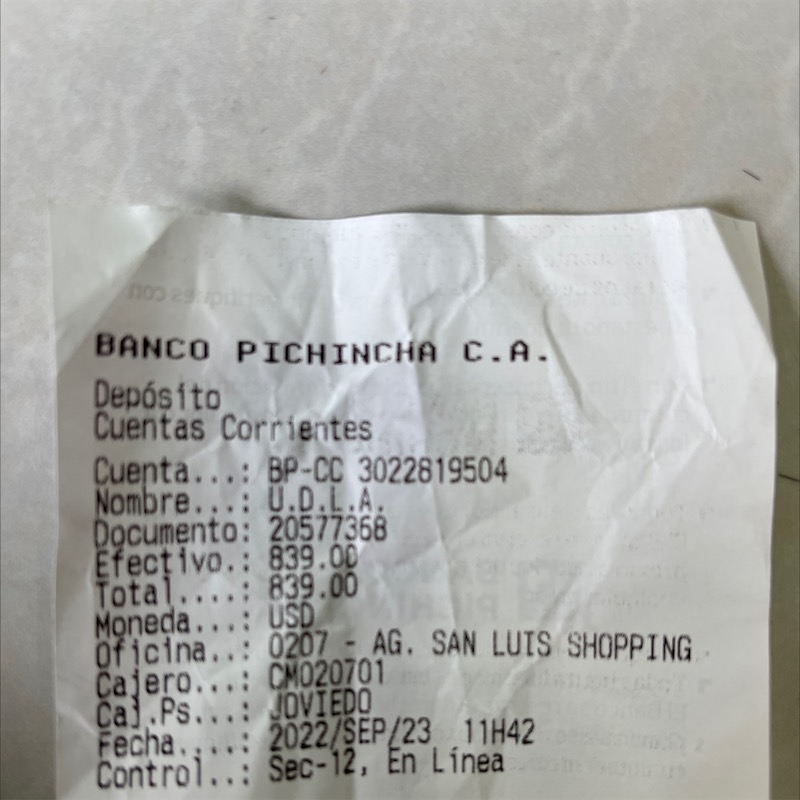 BANCO PICHINCHA C.A.
Depósito
Cuentas Corrientes
Cuenta...: BP-CC 3022819504
Nombre...: U.D.L.A.
Documento: 20577368
Efectivo.: 839.00
Total....: 839.00
Moneda...: USD
Oficina..: 0207 - AG. SAN LUIS SHOPPING
Cajero...: CM020701
Caj.Ps...: JOVIEDO
Fecha....: 2022/SEP/23 11H42
Control..: Sec-12, En Línea